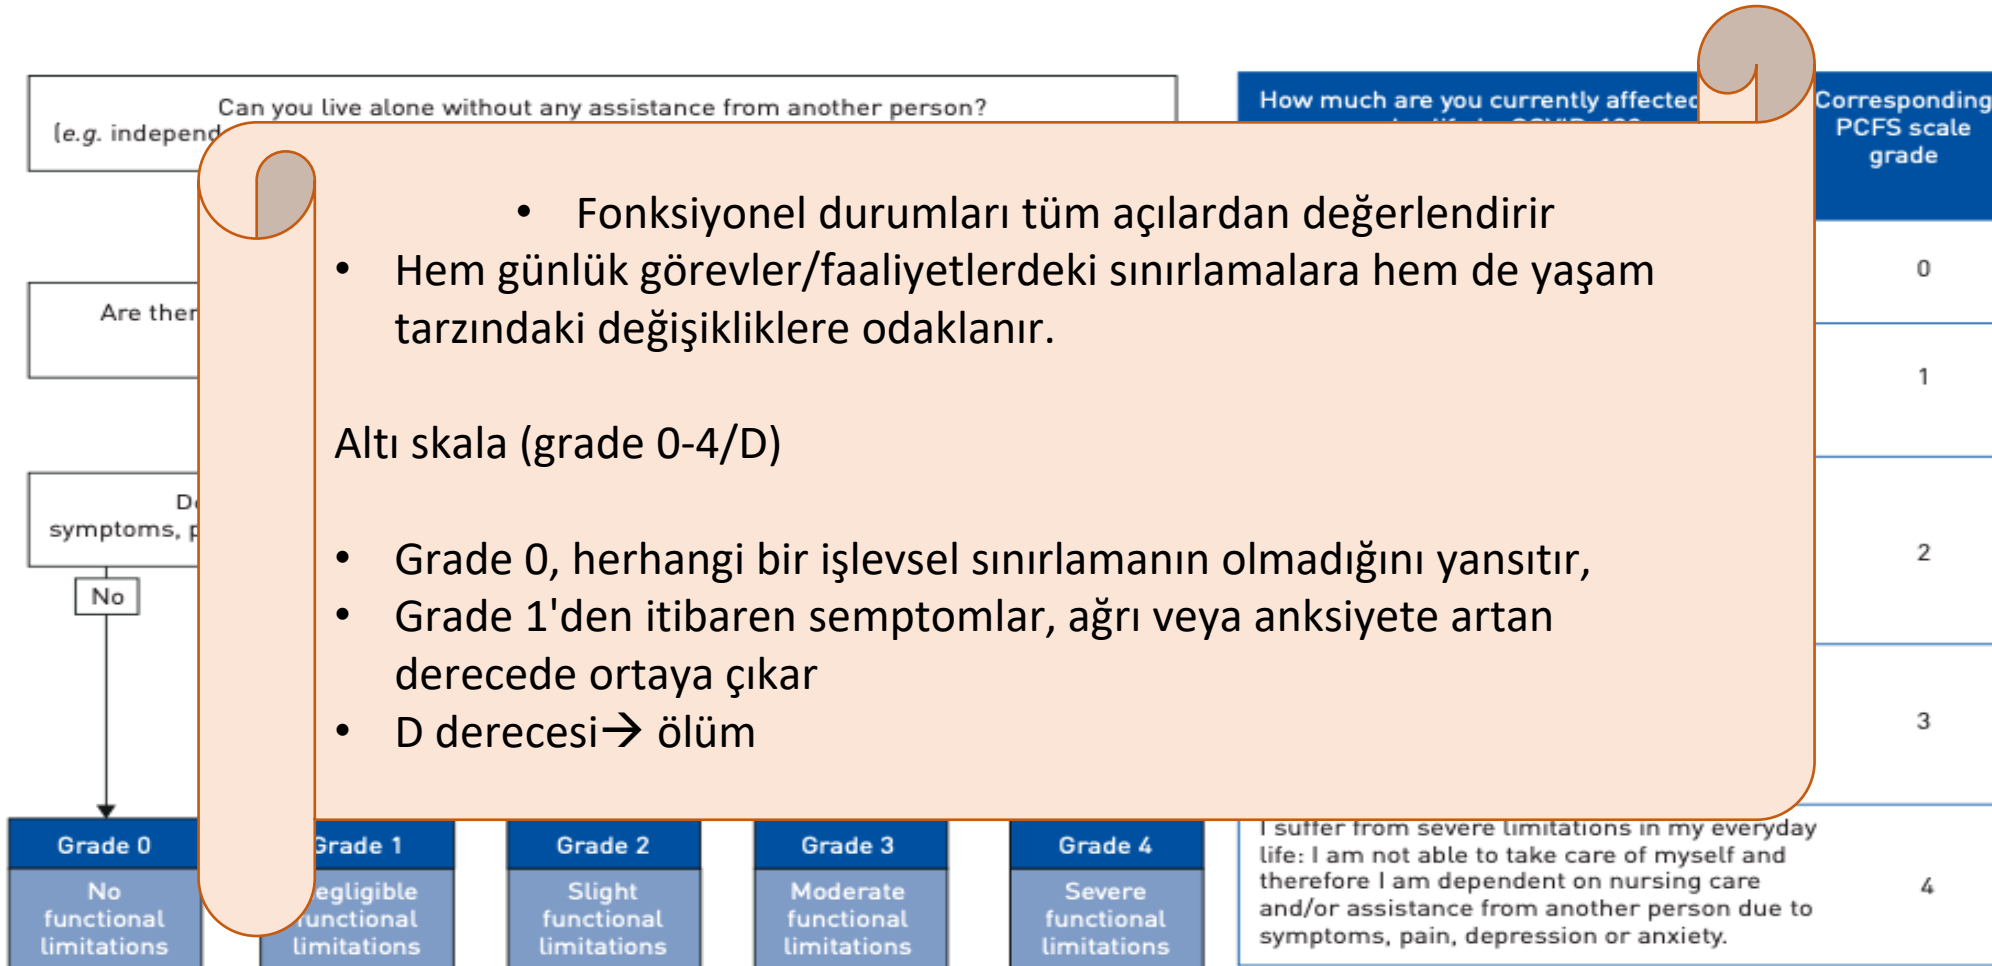 Can you live alone without any assistance from another person?
(e.g. independ
How much are you currently affected
Corresponding
PCFS scale
grade
• Fonksiyonel durumları tüm açılardan değerlendirir
• Hem günlük görevler/faaliyetlerdeki sınırlamalara hem de yaşam
tarzındaki değişikliklere odaklanır.
Altı skala (grade 0-4/D)
• Grade 0, herhangi bir işlevsel sınırlamanın olmadığını yansıtır,
• Grade 1'den itibaren semptomlar, ağrı veya anksiyete artan
derecede ortaya çıkar
• D derecesi→ ölüm
Are ther
symptoms, p
No
0
1
2
3
Grade 0
No
functional
limitations
Grade 1
functional
limitations
Grade 2
Slight
functional
limitations
Grade 3
Moderate
functional
limitations
Grade 4
Severe
functional
limitations
I suffer from severe limitations in my everyday
life: I am not able to take care of myself and
therefore I am dependent on nursing care
and/or assistance from another person due to
symptoms, pain, depression or anxiety.
4